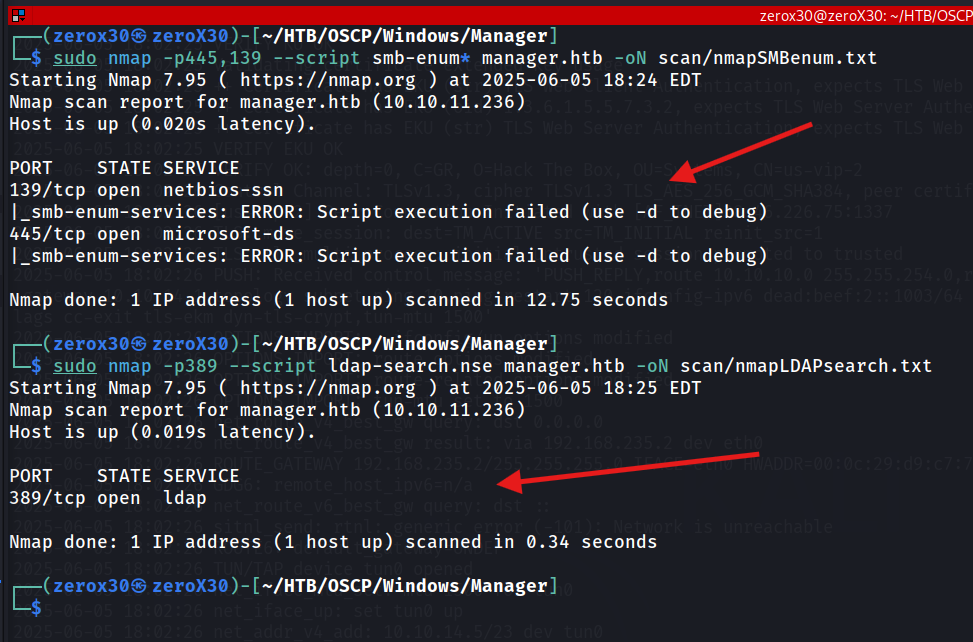 zerox30@zeroX30: ~/HTB/OSCP
┌──(zerox30㉿zeroX30)-[~/HTB/OSCP/Windows/Manager]
└─$ sudo nmap -p445,139 --script smb-enum* manager.htb -oN scan/nmapSMBenum.txt
Starting Nmap 7.95 ( https://nmap.org ) at 2025-06-05 18:24 EDT
Nmap scan report for manager.htb (10.10.11.236)
Host is up (0.020s latency).

PORT    STATE SERVICE
139/tcp open  netbios-ssn
|_smb-enum-services: ERROR: Script execution failed (use -d to debug)
445/tcp open  microsoft-ds
|_smb-enum-services: ERROR: Script execution failed (use -d to debug)

Nmap done: 1 IP address (1 host up) scanned in 12.75 seconds

┌──(zerox30㉿zeroX30)-[~/HTB/OSCP/Windows/Manager]
└─$ sudo nmap -p389 --script ldap-search.nse manager.htb -oN scan/nmapLDAPsearch.txt
Starting Nmap 7.95 ( https://nmap.org ) at 2025-06-05 18:25 EDT
Nmap scan report for manager.htb (10.10.11.236)
Host is up (0.019s latency).

PORT    STATE SERVICE
389/tcp open  ldap

Nmap done: 1 IP address (1 host up) scanned in 0.34 seconds

┌──(zerox30㉿zeroX30)-[~/HTB/OSCP/Windows/Manager]
└─$